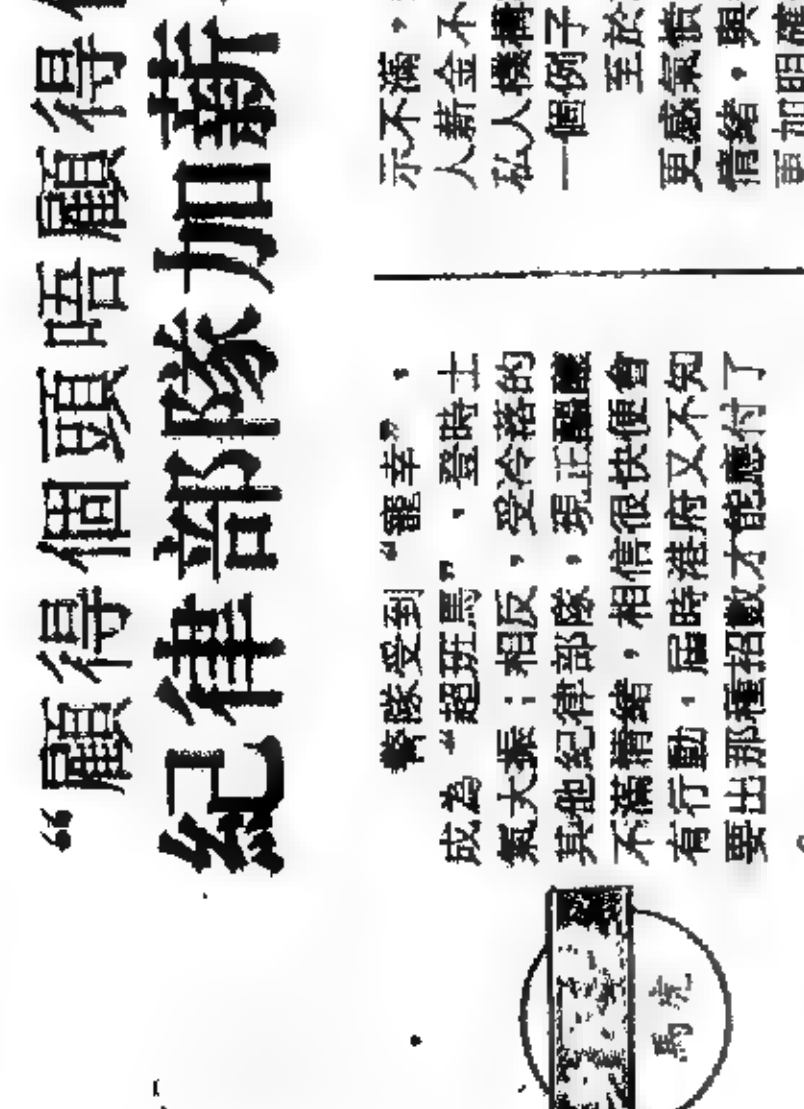 “顧得個頭唔顧得
紀律部隊加薪
警隊受到“寵幸”，
成為“超班馬”，登時士
氣大振；相反，受冷落的
其他紀律部隊，現正醞釀
不滿情緒，相信很快便會
有行動，屆時港府又不知
要出那種招數才能應付了
示不滿，
人薪金不
私人機構
一個例子
至於
更感氣憤
情緒，與
更加明確
馬